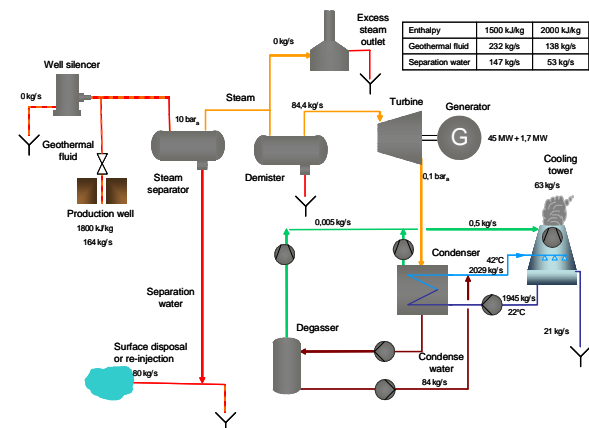 Excess
steam
outlet
Enthalpy 1500 kJ/kg 2000 kJ/kg
Geothermal fluid 232 kg/s 138 kg/s
Separation water 147 kg/s 53 kg/s
0 kg/s
Well silencer
0 kg/s
Steam
84,4 kg/s
Turbine
Generator
G
45 MW + 1,7 MW
10 bara
Geothermal
fluid
Steam
separator
Demister
0,1 bara
Cooling
tower
63 kg/s
Production well
1800 kJ/kg
164 kg/s
0,005 kg/s
0,5 kg/s
Condenser
42°C
2029 kg/s
1945 kg/s
22°C
Separation
water
Degasser
21 kg/s
Surface disposal
or re-injection
80 kg/s
Condense
water
84 kg/s